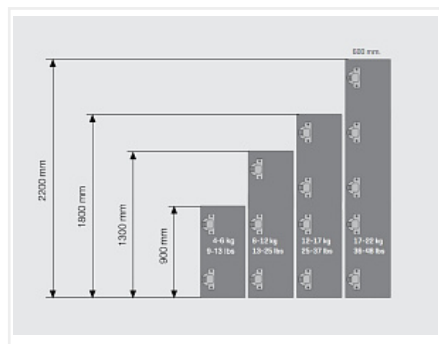 600 mm.
2200 mm
1800 mm
1300 mm
900 mm
4-6 kg
9-13 lbs
6-12 kg
13-25 lbs
12-17 kg
25-37 lbs
17-22 kg
38-48 lbs